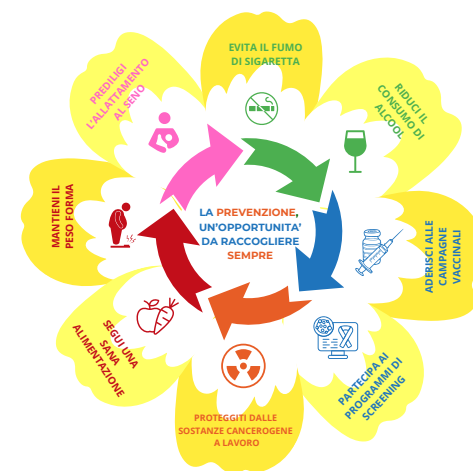 EVITA IL FUMO
DI SIGARETTA
RIDUCI IL
CONSUMO DI
ALCOOL
ADERISCI ALLE
CAMPAGNE
VACCINALI
PARTECIPA AI
PROGRAMMI DI
SCREENING
PROTEGGITI DALLE
SOSTANZE CANCEROGENE
A LAVORO
SEGUI UNA
SANA
ALIMENTAZIONE
MANTIENI IL
PESO FORMA
PREDILIGI
L'ALLATTAMENTO
AL SENO
LA PREVENZIONE,
UN'OPPORTUNITA'
DA RACCOGLIERE
SEMPRE